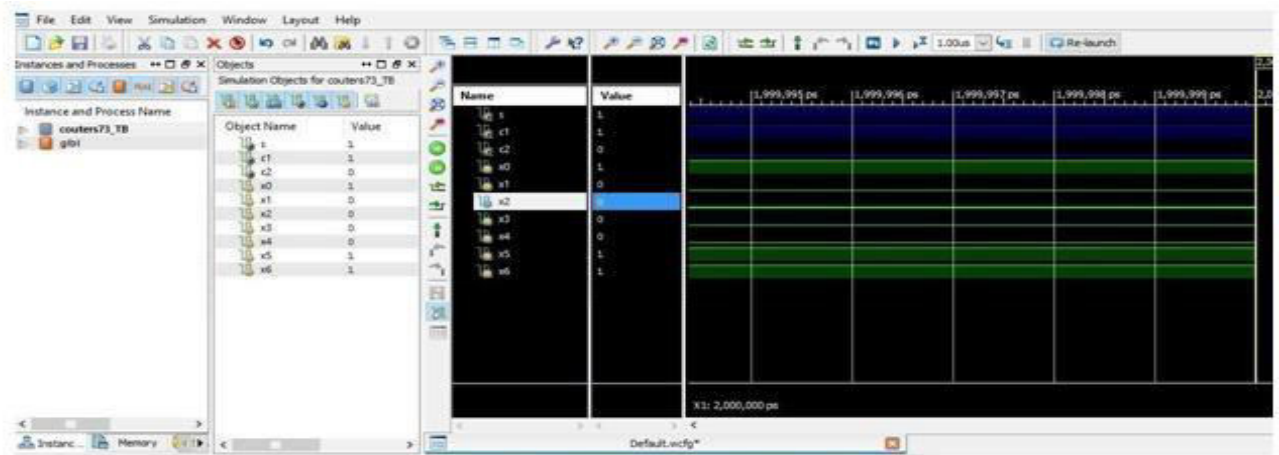 File Edit View Simulation Window Layout Help
1.00us Re-launch
Instances and Processes
Instance and Process Name
couters73_TB
glbl
Objects
Simulation Objects for couters73_TB
Object Name Value
s 1
c1 1
c2 0
x0 1
x1 0
x2 0
x3 0
x4 0
x5 1
x6 1
Name Value
s 1
c1 1
c2 0
x0 1
x1 0
x2 0
x3 0
x4 0
x5 1
x6 1
1,999,995 ps 1,999,996 ps 1,999,997 ps 1,999,998 ps 1,999,999 ps
X1: 2,000,000 ps
Instanc... Memory
Default.wcfg*